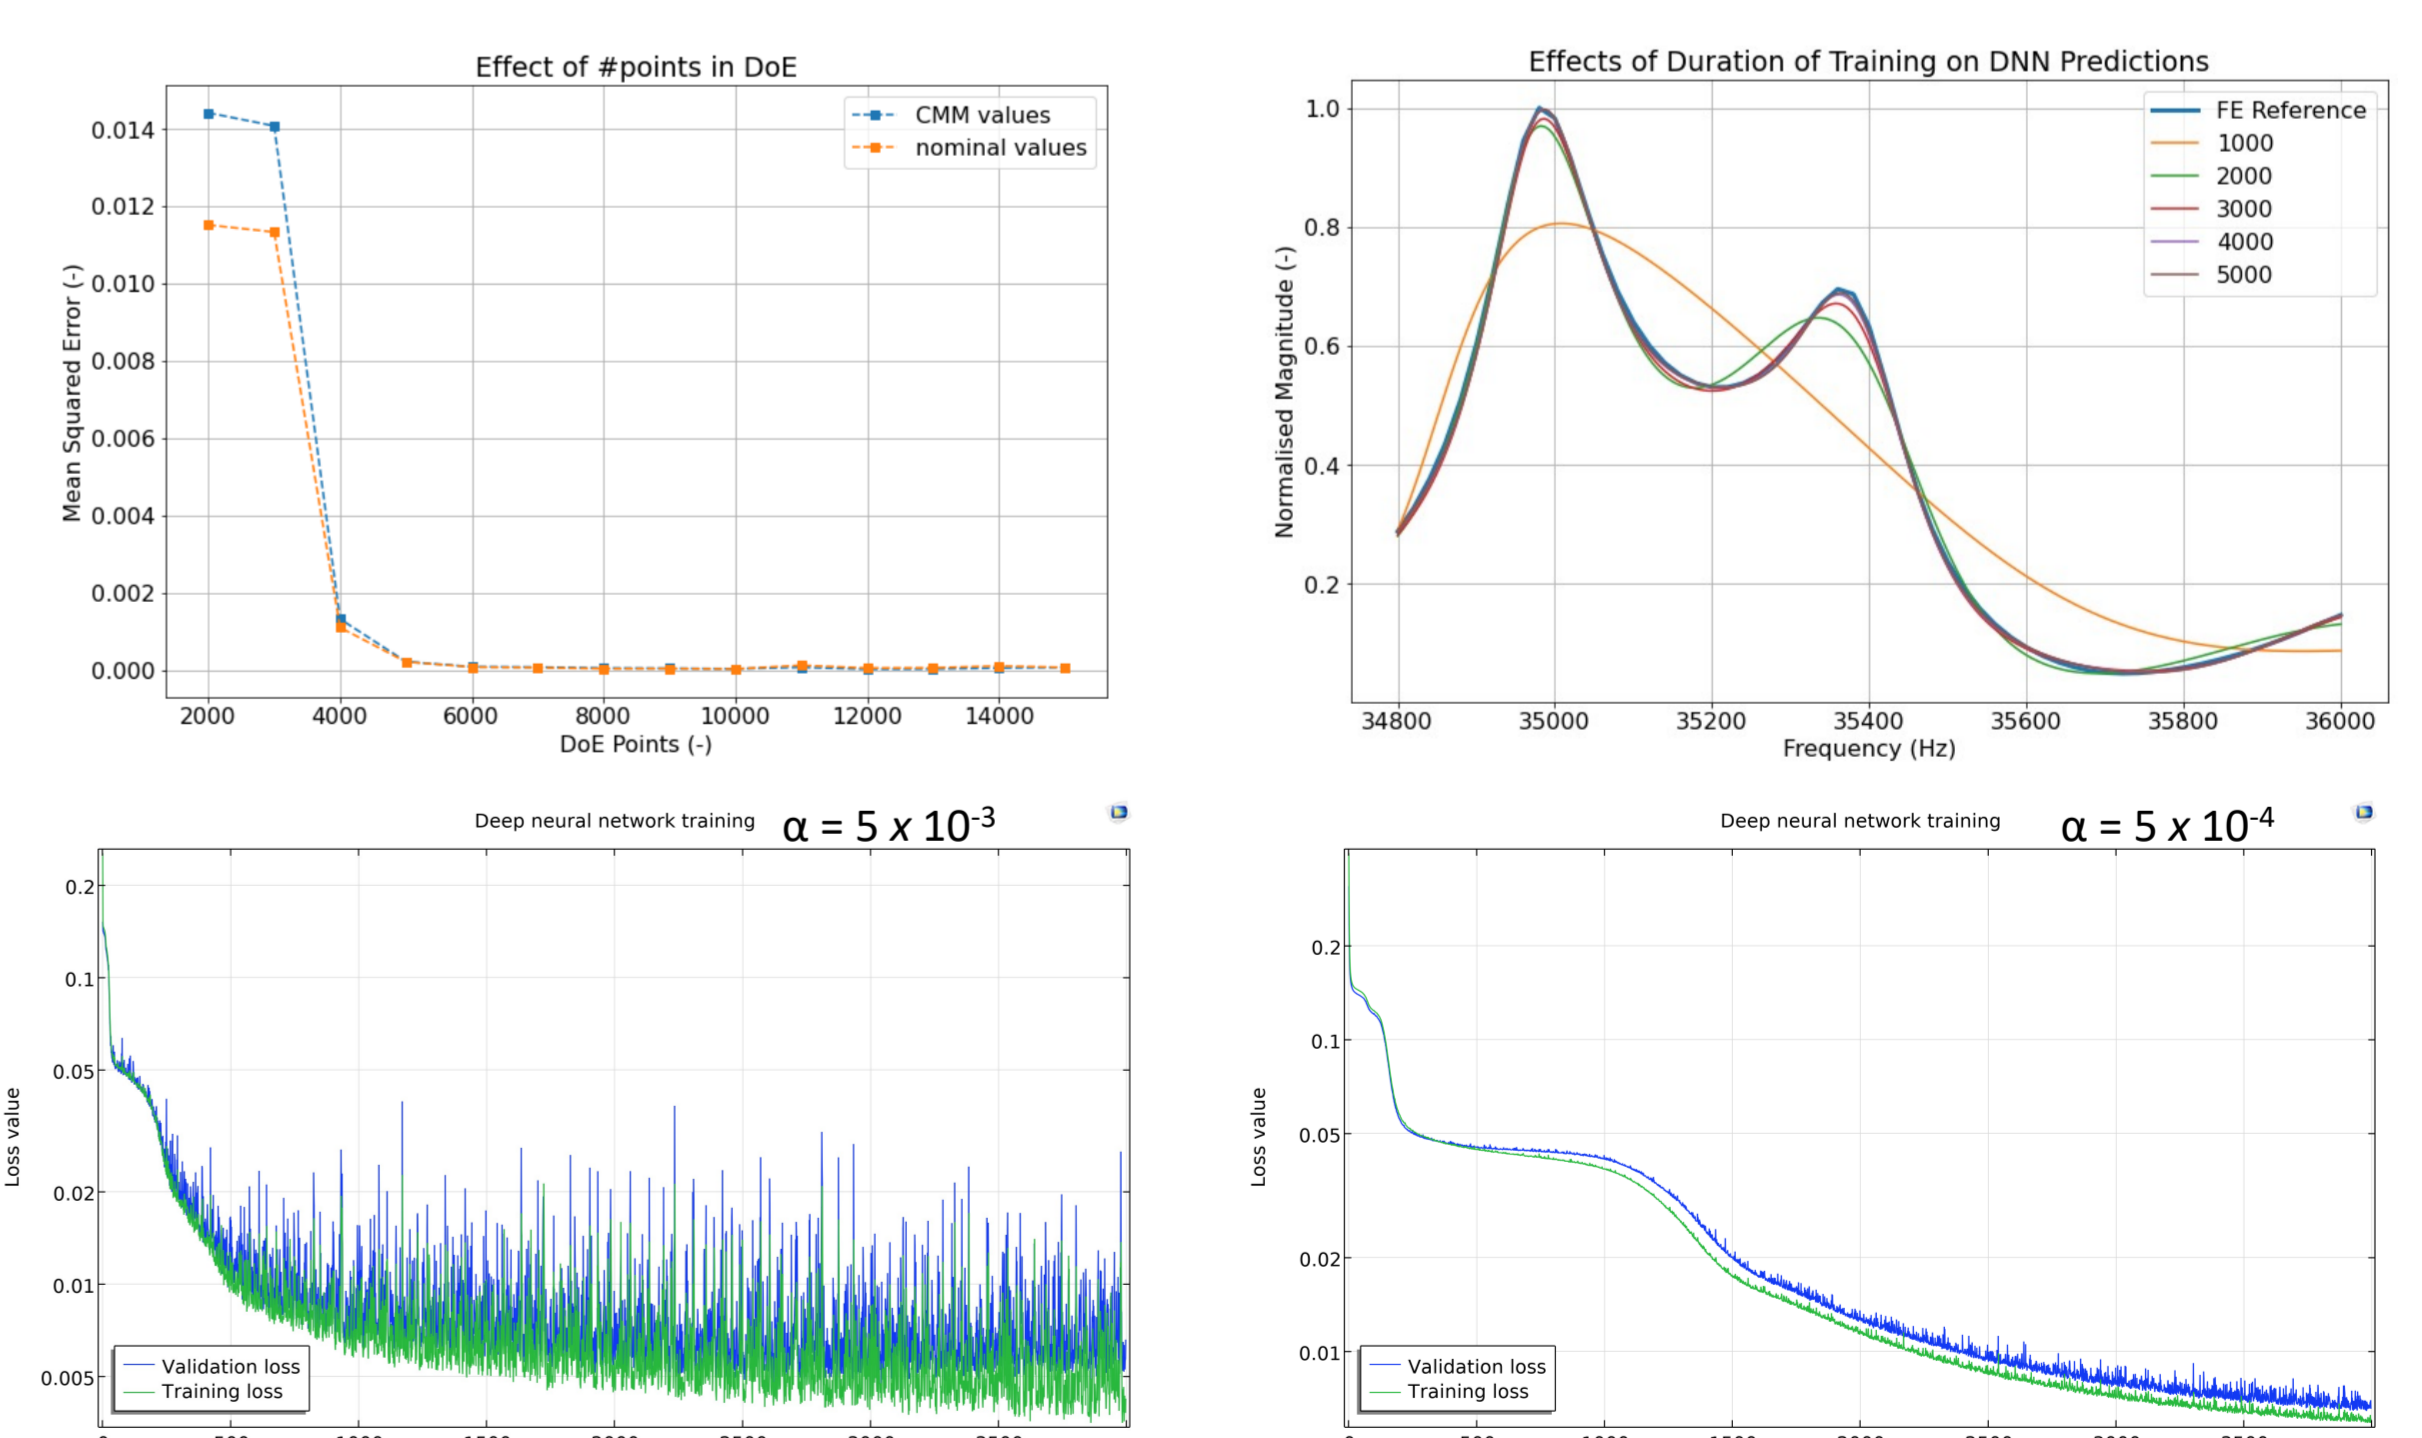 Effect of #points in DoE
CMM values
nominal values
Mean Squared Error (-)
0.014
0.012
0.010
0.008
0.006
0.004
0.002
0.000
2000 4000 6000 8000 10000 12000 14000
DoE Points (-)
Effects of Duration of Training on DNN Predictions
FE Reference
1000
2000
3000
4000
5000
Normalised Magnitude (-)
1.0
0.8
0.6
0.4
0.2
34800 35000 35200 35400 35600 35800 36000
Frequency (Hz)
Deep neural network training α = 5 x 10⁻³
Loss value
0.2
0.1
0.05
0.02
0.01
0.005
Validation loss
Training loss
Deep neural network training α = 5 x 10⁻⁴
Loss value
0.2
0.1
0.05
0.02
0.01
Validation loss
Training loss